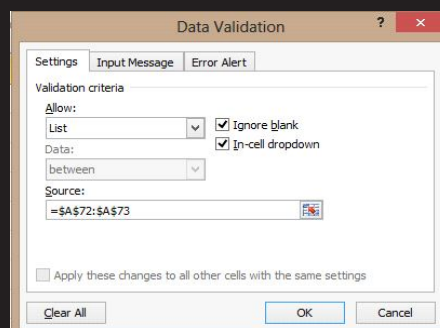 Data Validation
?
×
Settings
Input Message
Error Alert
Validation criteria
Allow:
List
Ignore blank
In-cell dropdown
Data:
between
Source:
=$A$72:$A$73
Apply these changes to all other cells with the same settings
Clear All
OK
Cancel